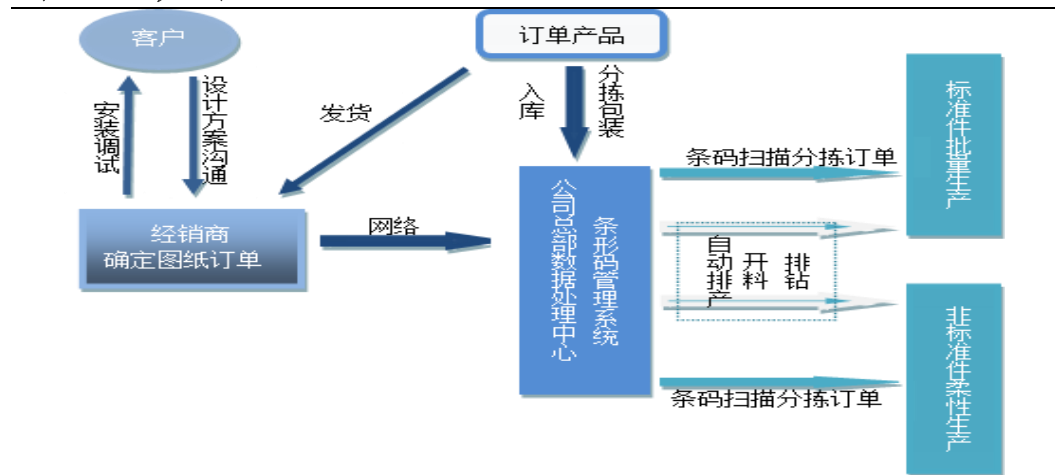 客户
订单产品
安装调试
设计方案沟通
发货
入库
分拣包装
标准件批量生产
条码扫描分拣订单
经销商
确定图纸订单
网络
公司总部数据处理中心
条形码管理系统
自动排产
开料
排钻
非标准件柔性生产
条码扫描分拣订单